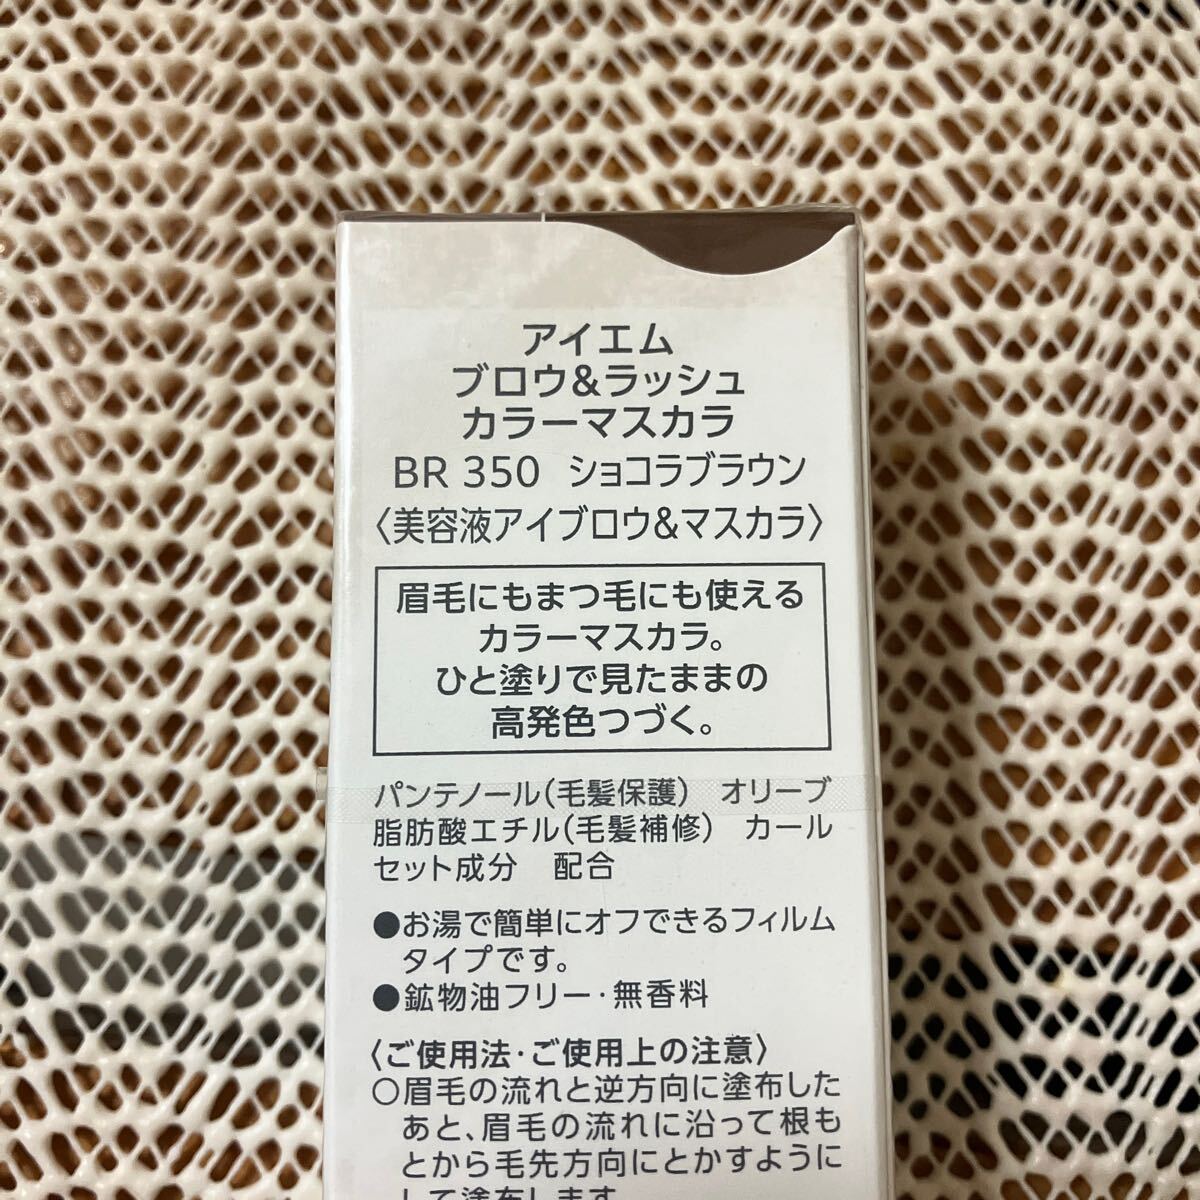 アイエム
ブロウ&ラッシュ
カラーマスカラ
BR 350 ショコラブラウン
〈美容液アイブロウ&マスカラ〉
眉毛にもまつ毛にも使える
カラーマスカラ。
ひと塗りで見たままの
高発色つづく。
パンテノール(毛髪保護) オリーブ
脂肪酸エチル(毛髪補修) カール
セット成分 配合
●お湯で簡単にオフできるフィルム
タイプです。
●鉱物油フリー・無香料
〈ご使用法・ご使用上の注意〉
○眉毛の流れと逆方向に塗布した
あと、眉毛の流れに沿って根も
とから毛先方向にとかすように
して塗布します